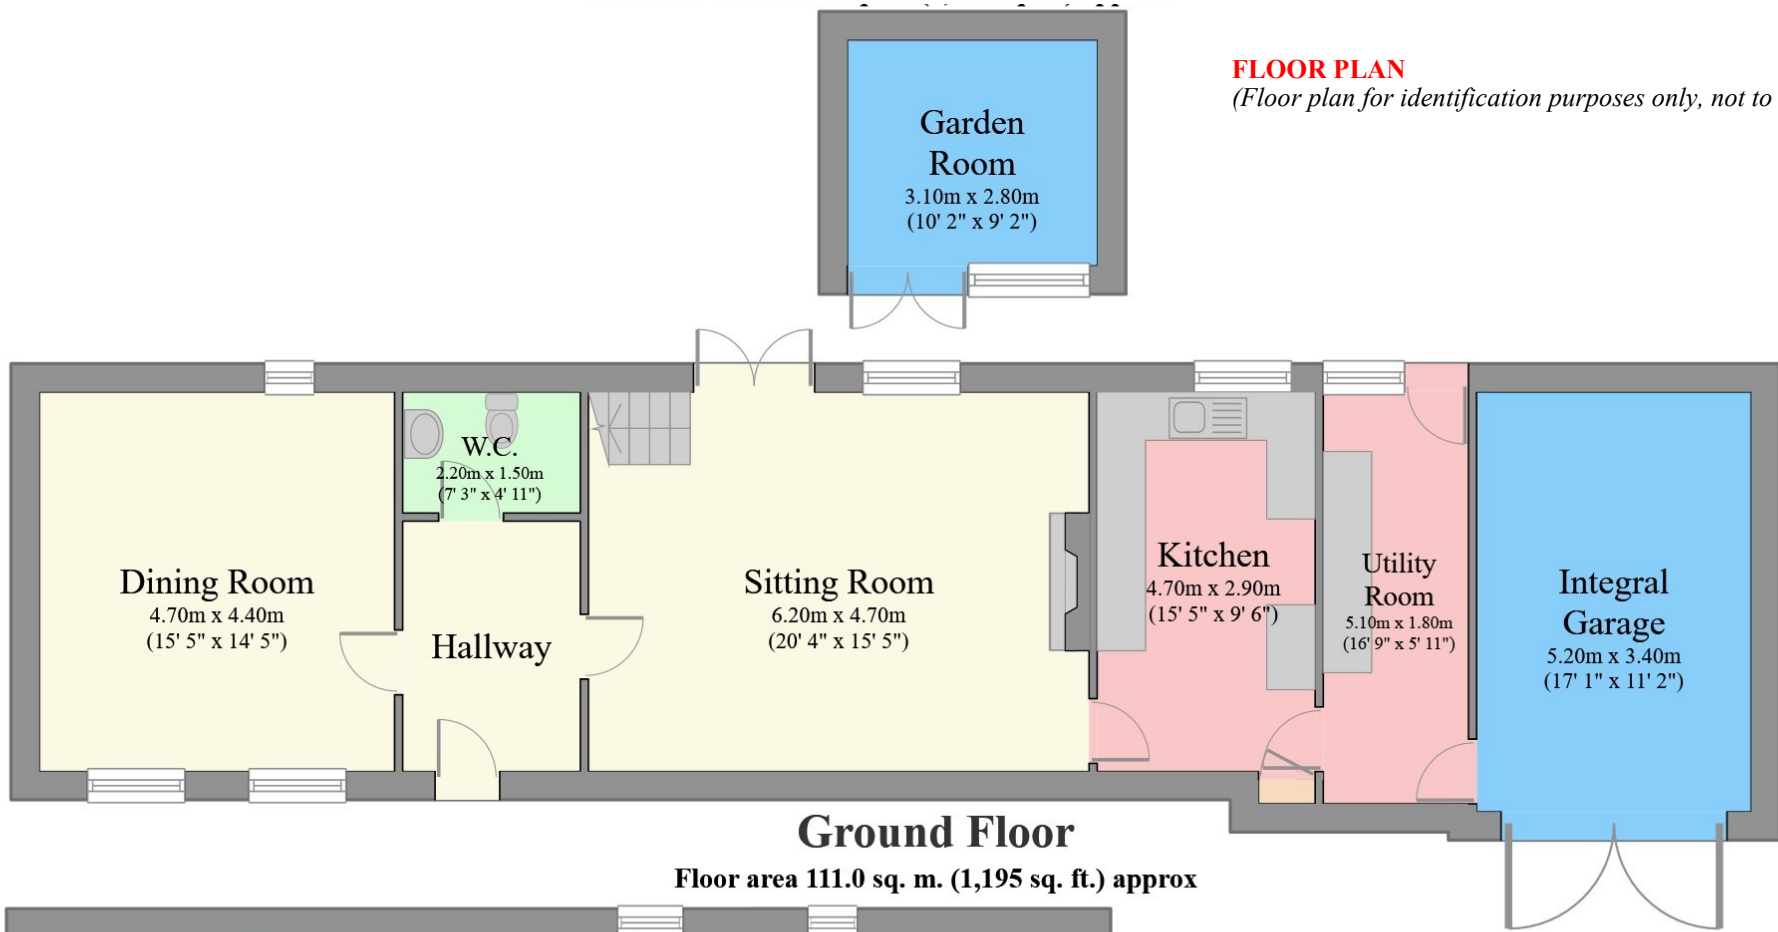 FLOOR PLAN
(Floor plan for identification purposes only, not to
Garden
Room
3.10m x 2.80m
(10' 2" x 9' 2")
Dining Room
4.70m x 4.40m
(15' 5" x 14' 5")
W.C.
2.20m x 1.50m
(7' 3" x 4' 11")
Hallway
Sitting Room
6.20m x 4.70m
(20' 4" x 15' 5")
Kitchen
4.70m x 2.90m
(15' 5" x 9' 6")
Utility
Room
5.10m x 1.80m
(16' 9" x 5' 11")
Integral
Garage
5.20m x 3.40m
(17' 1" x 11' 2")
Ground Floor
Floor area 111.0 sq. m. (1,195 sq. ft.) approx